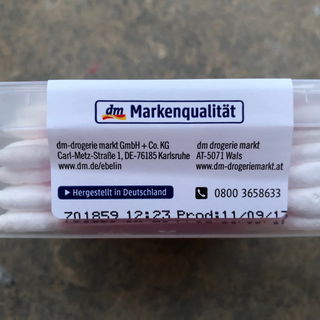 dm Markenqualität
dm-drogerie markt GmbH + Co. KG
Carl-Metz-Straße 1, DE-76185 Karlsruhe
www.dm.de/ebelin
dm drogerie markt
AT-5071 Wals
www.dm-drogeriemarkt.at
Hergestellt in Deutschland
0800 3658633
701859 12:23 Prod:11/09/17